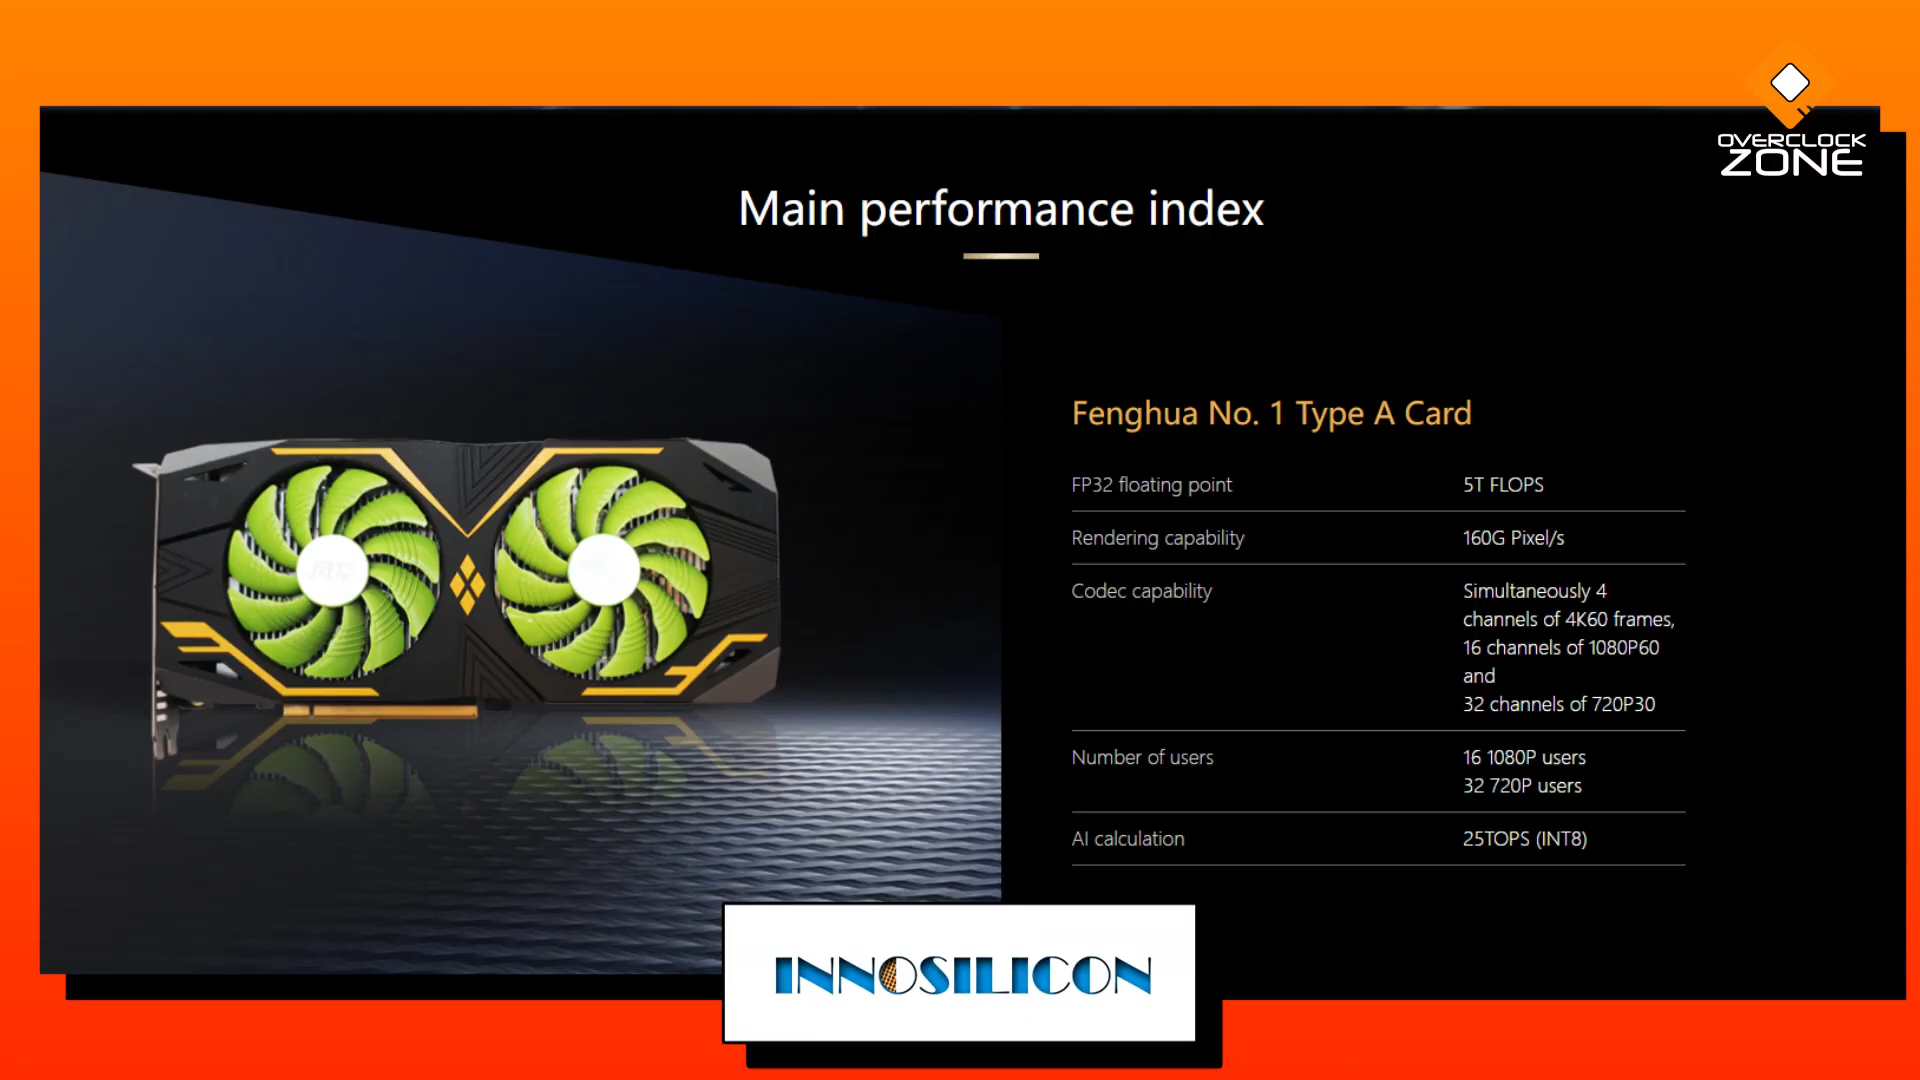 OVERCLOCK
ZONE
Main performance index
Fenghua No. 1 Type A Card
FP32 floating point
5T FLOPS
Rendering capability
160G Pixel/s
Codec capability
Simultaneously 4
channels of 4K60 frames,
16 channels of 1080P60
and
32 channels of 720P30
Number of users
16 1080P users
32 720P users
AI calculation
25TOPS (INT8)
INNOSILICON